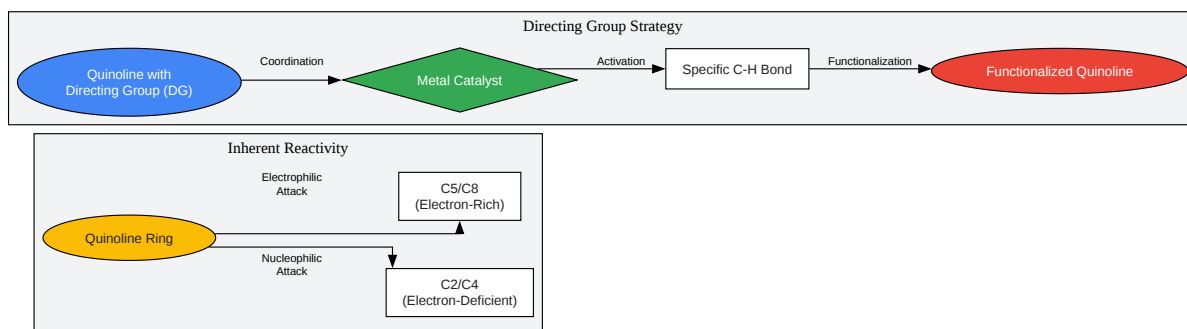 Directing Group Strategy
Quinoline with
Directing Group (DG)
Coordination
Metal Catalyst
Activation
Specific C-H Bond
Functionalization
Functionalized Quinoline
Inherent Reactivity
Quinoline Ring
Electrophilic
Attack
C5/C8
(Electron-Rich)
Nucleophilic
Attack
C2/C4
(Electron-Deficient)